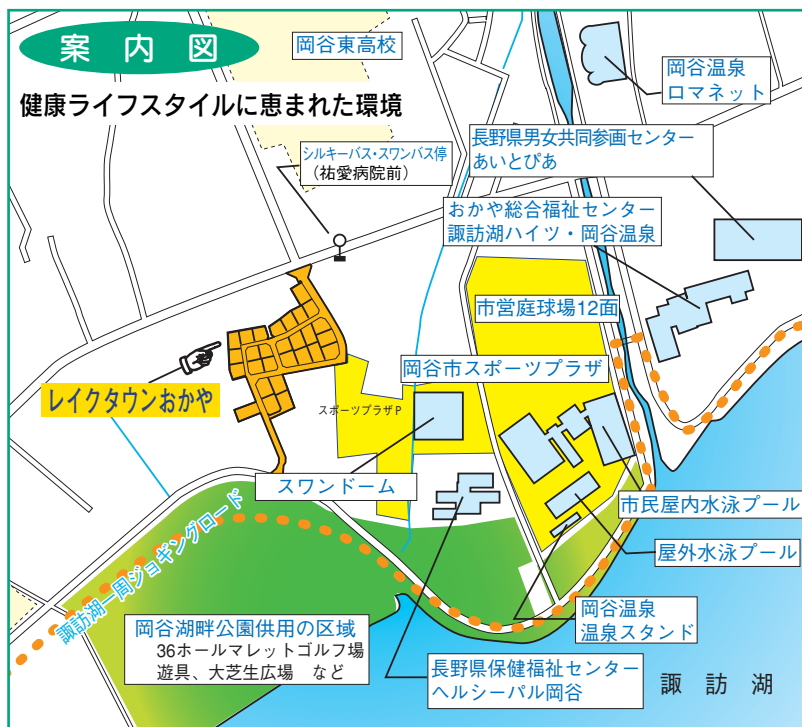 案内図
岡谷東高校
健康ライフスタイルに恵まれた環境
岡谷温泉
ロマネット
シルキーバス・スワンバス停
（祐愛病院前）
長野県男女共同参画センター
あいとぴあ
おかや総合福祉センター
諏訪湖ハイツ・岡谷温泉
市営庭球場12面
岡谷市スポーツプラザ
レイクタウンおかや
スポーツプラザP
スワンドーム
市民屋内水泳プール
屋外水泳プール
諏訪湖一周ジョギングロード
岡谷温泉
温泉スタンド
岡谷湖畔公園供用の区域
36ホールマレットゴルフ場
遊具、大芝生広場　など
長野県保健福祉センター
ヘルシーパル岡谷
諏訪湖